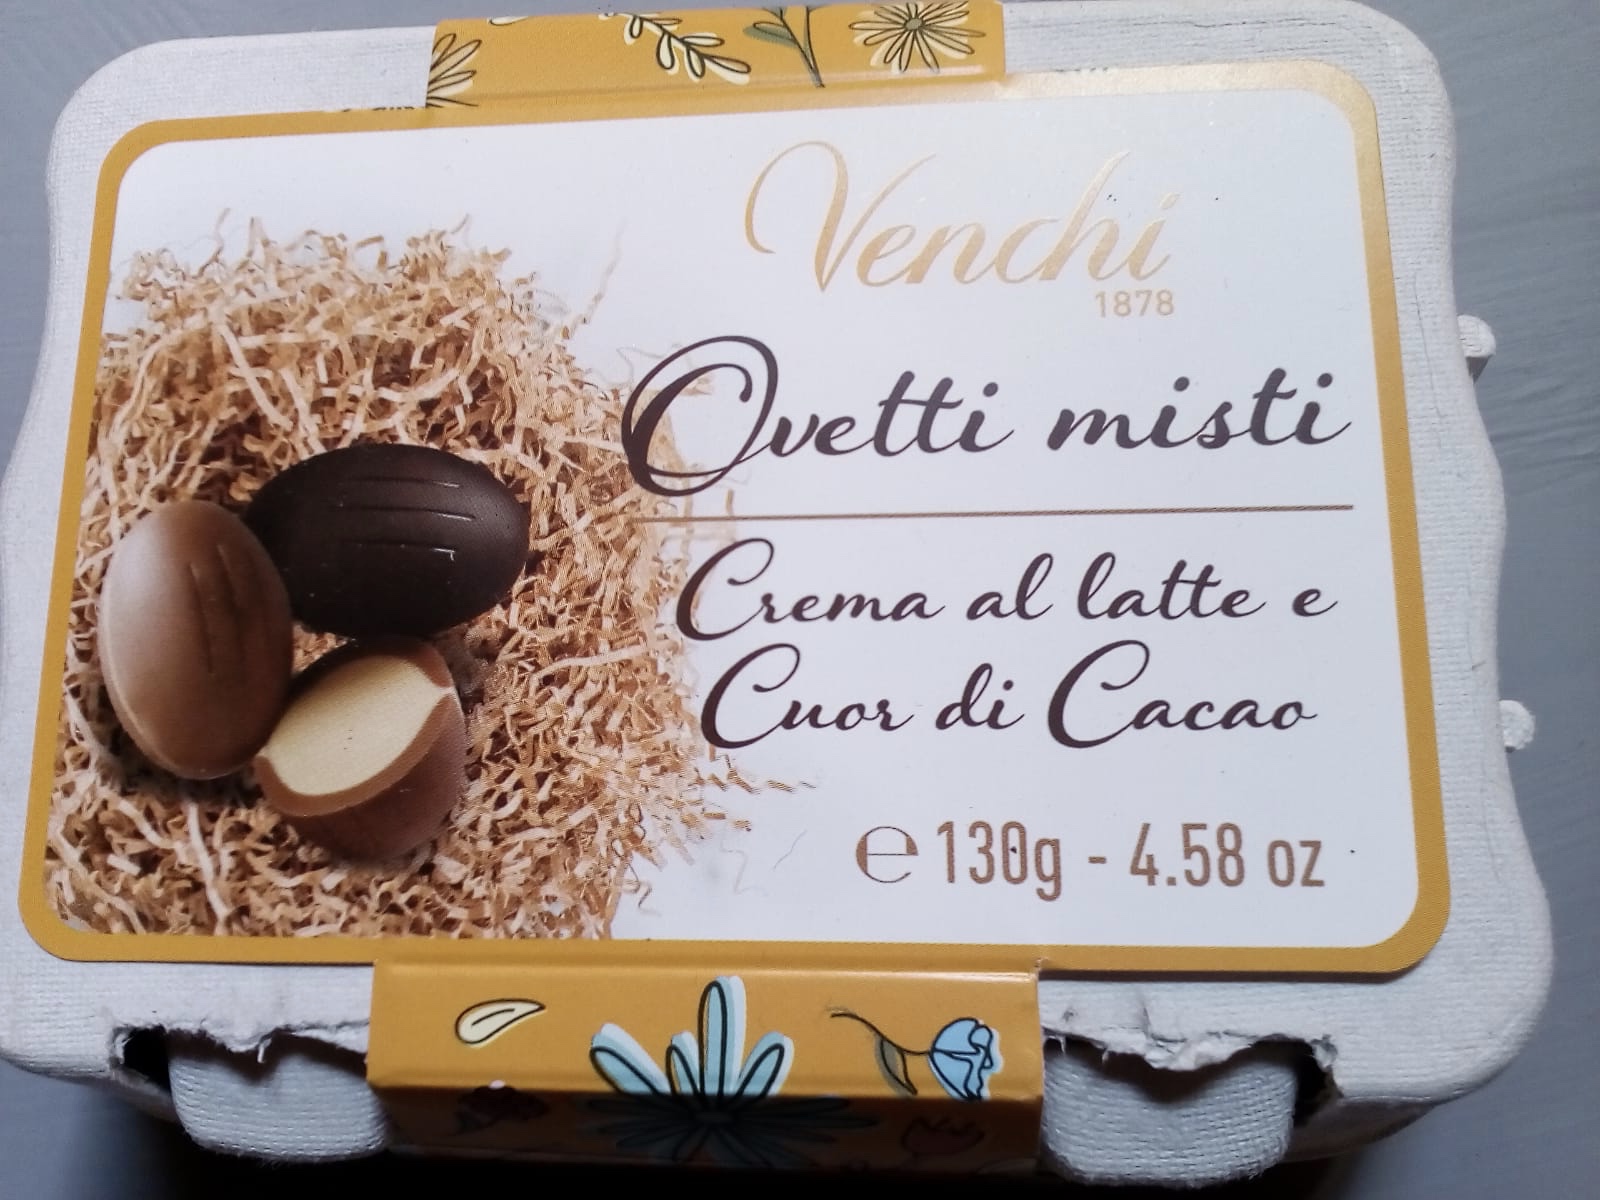 Venchi
1878
Ovetti misti
Crema al latte e
Cuor di Cacao
℮ 130g - 4.58 oz